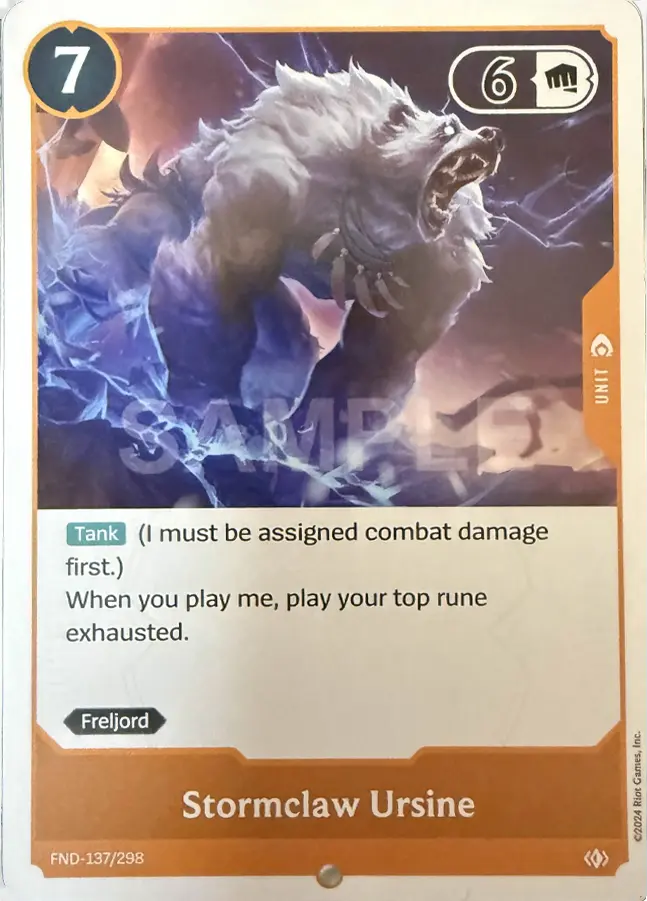 7
6
UNIT
SAMPLE
Tank (I must be assigned combat damage
first.)
When you play me, play your top rune
exhausted.
Freljord
Stormclaw Ursine
FND-137/298
©2024 Riot Games, Inc.